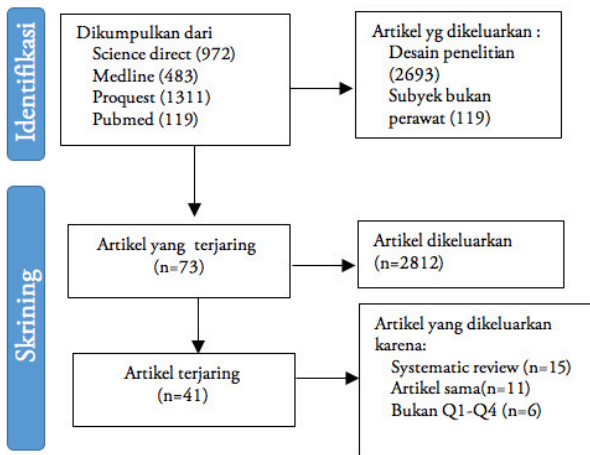 Identifikasi
Dikumpulkan dari
Science direct (972)
Medline (483)
Proquest (1311)
Pubmed (119)
Artikel yg dikeluarkan :
Desain penelitian
(2693)
Subyek bukan
perawat (119)
Skrining
Artikel yang terjaring
(n=73)
Artikel dikeluarkan
(n=2812)
Artikel terjaring
(n=41)
Artikel yang dikeluarkan
karena:
Systematic review (n=15)
Artikel sama(n=11)
Bukan Q1-Q4 (n=6)